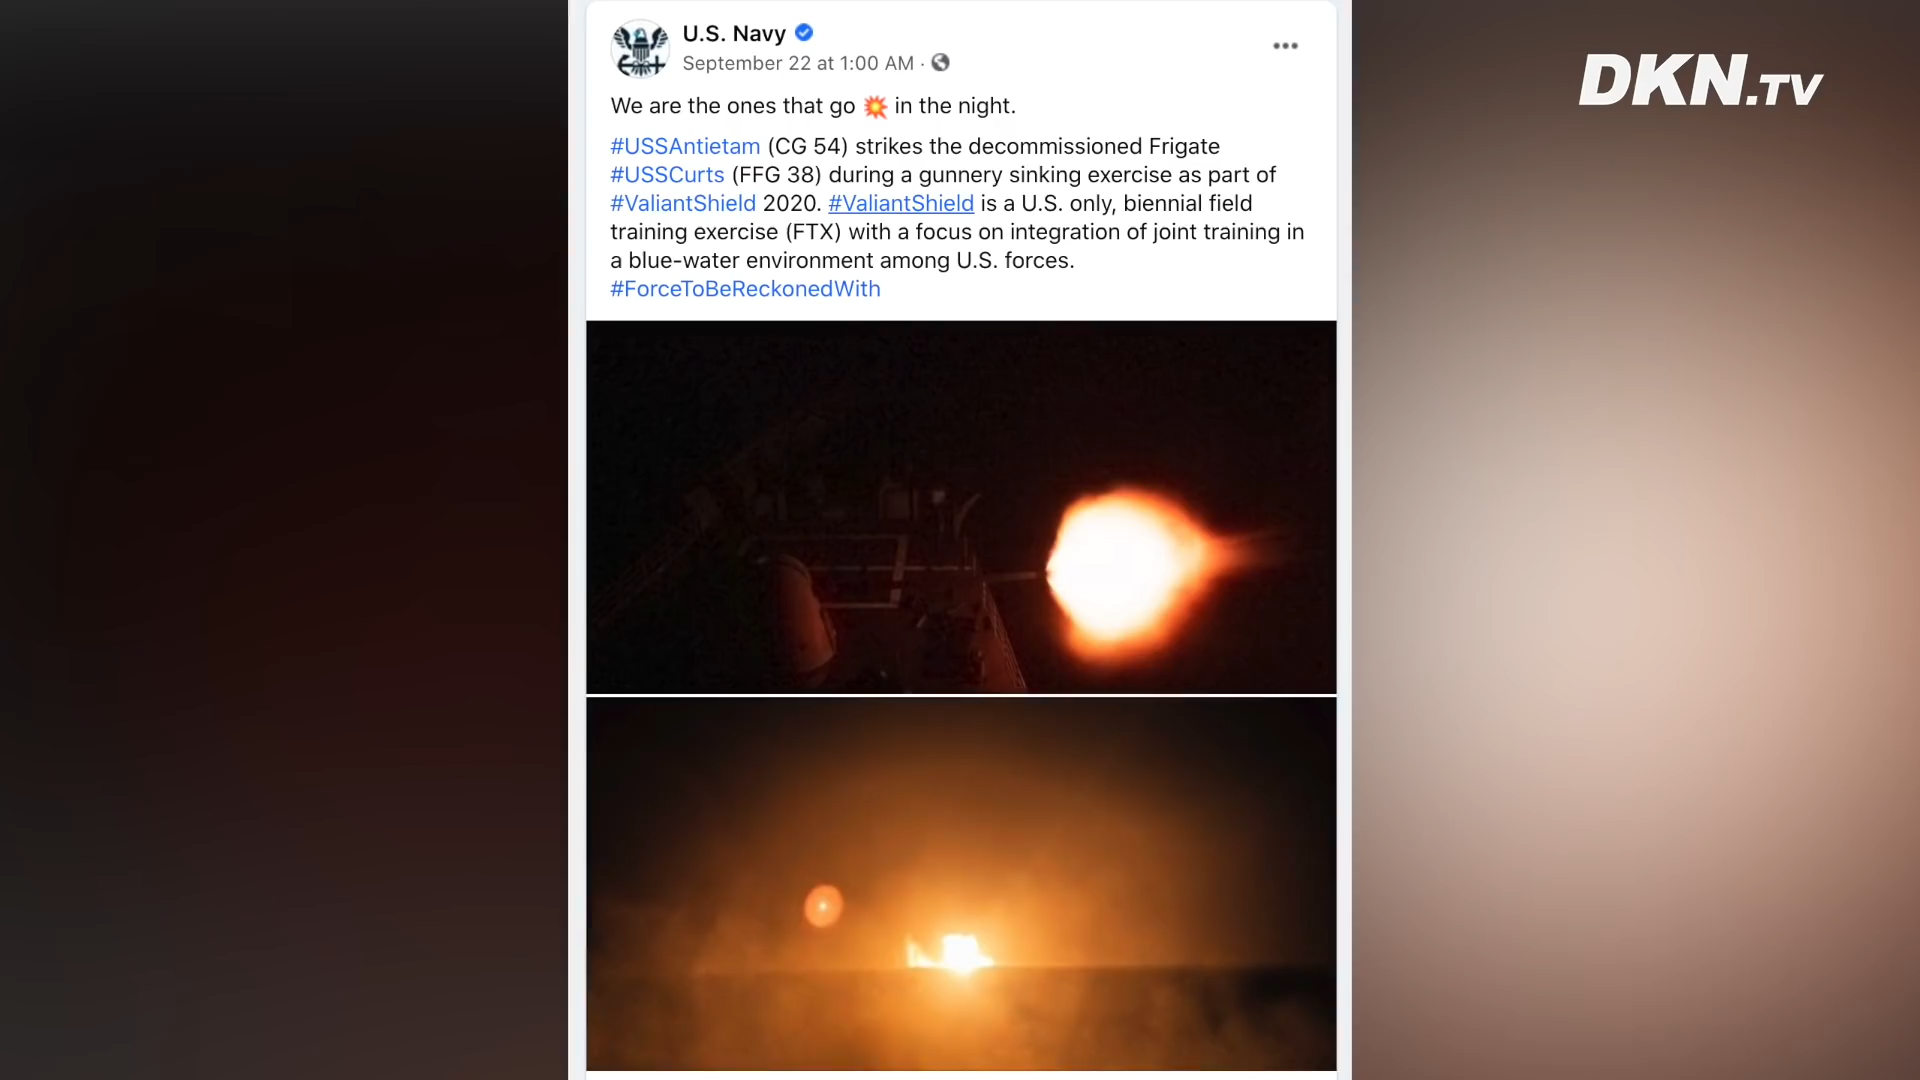 U.S. Navy
September 22 at 1:00 AM ·
DKN.TV
We are the ones that go 💥 in the night.
#USSAntietam (CG 54) strikes the decommissioned Frigate
#USSCurts (FFG 38) during a gunnery sinking exercise as part of
#ValiantShield 2020. #ValiantShield is a U.S. only, biennial field
training exercise (FTX) with a focus on integration of joint training in
a blue-water environment among U.S. forces.
#ForceToBeReckonedWith